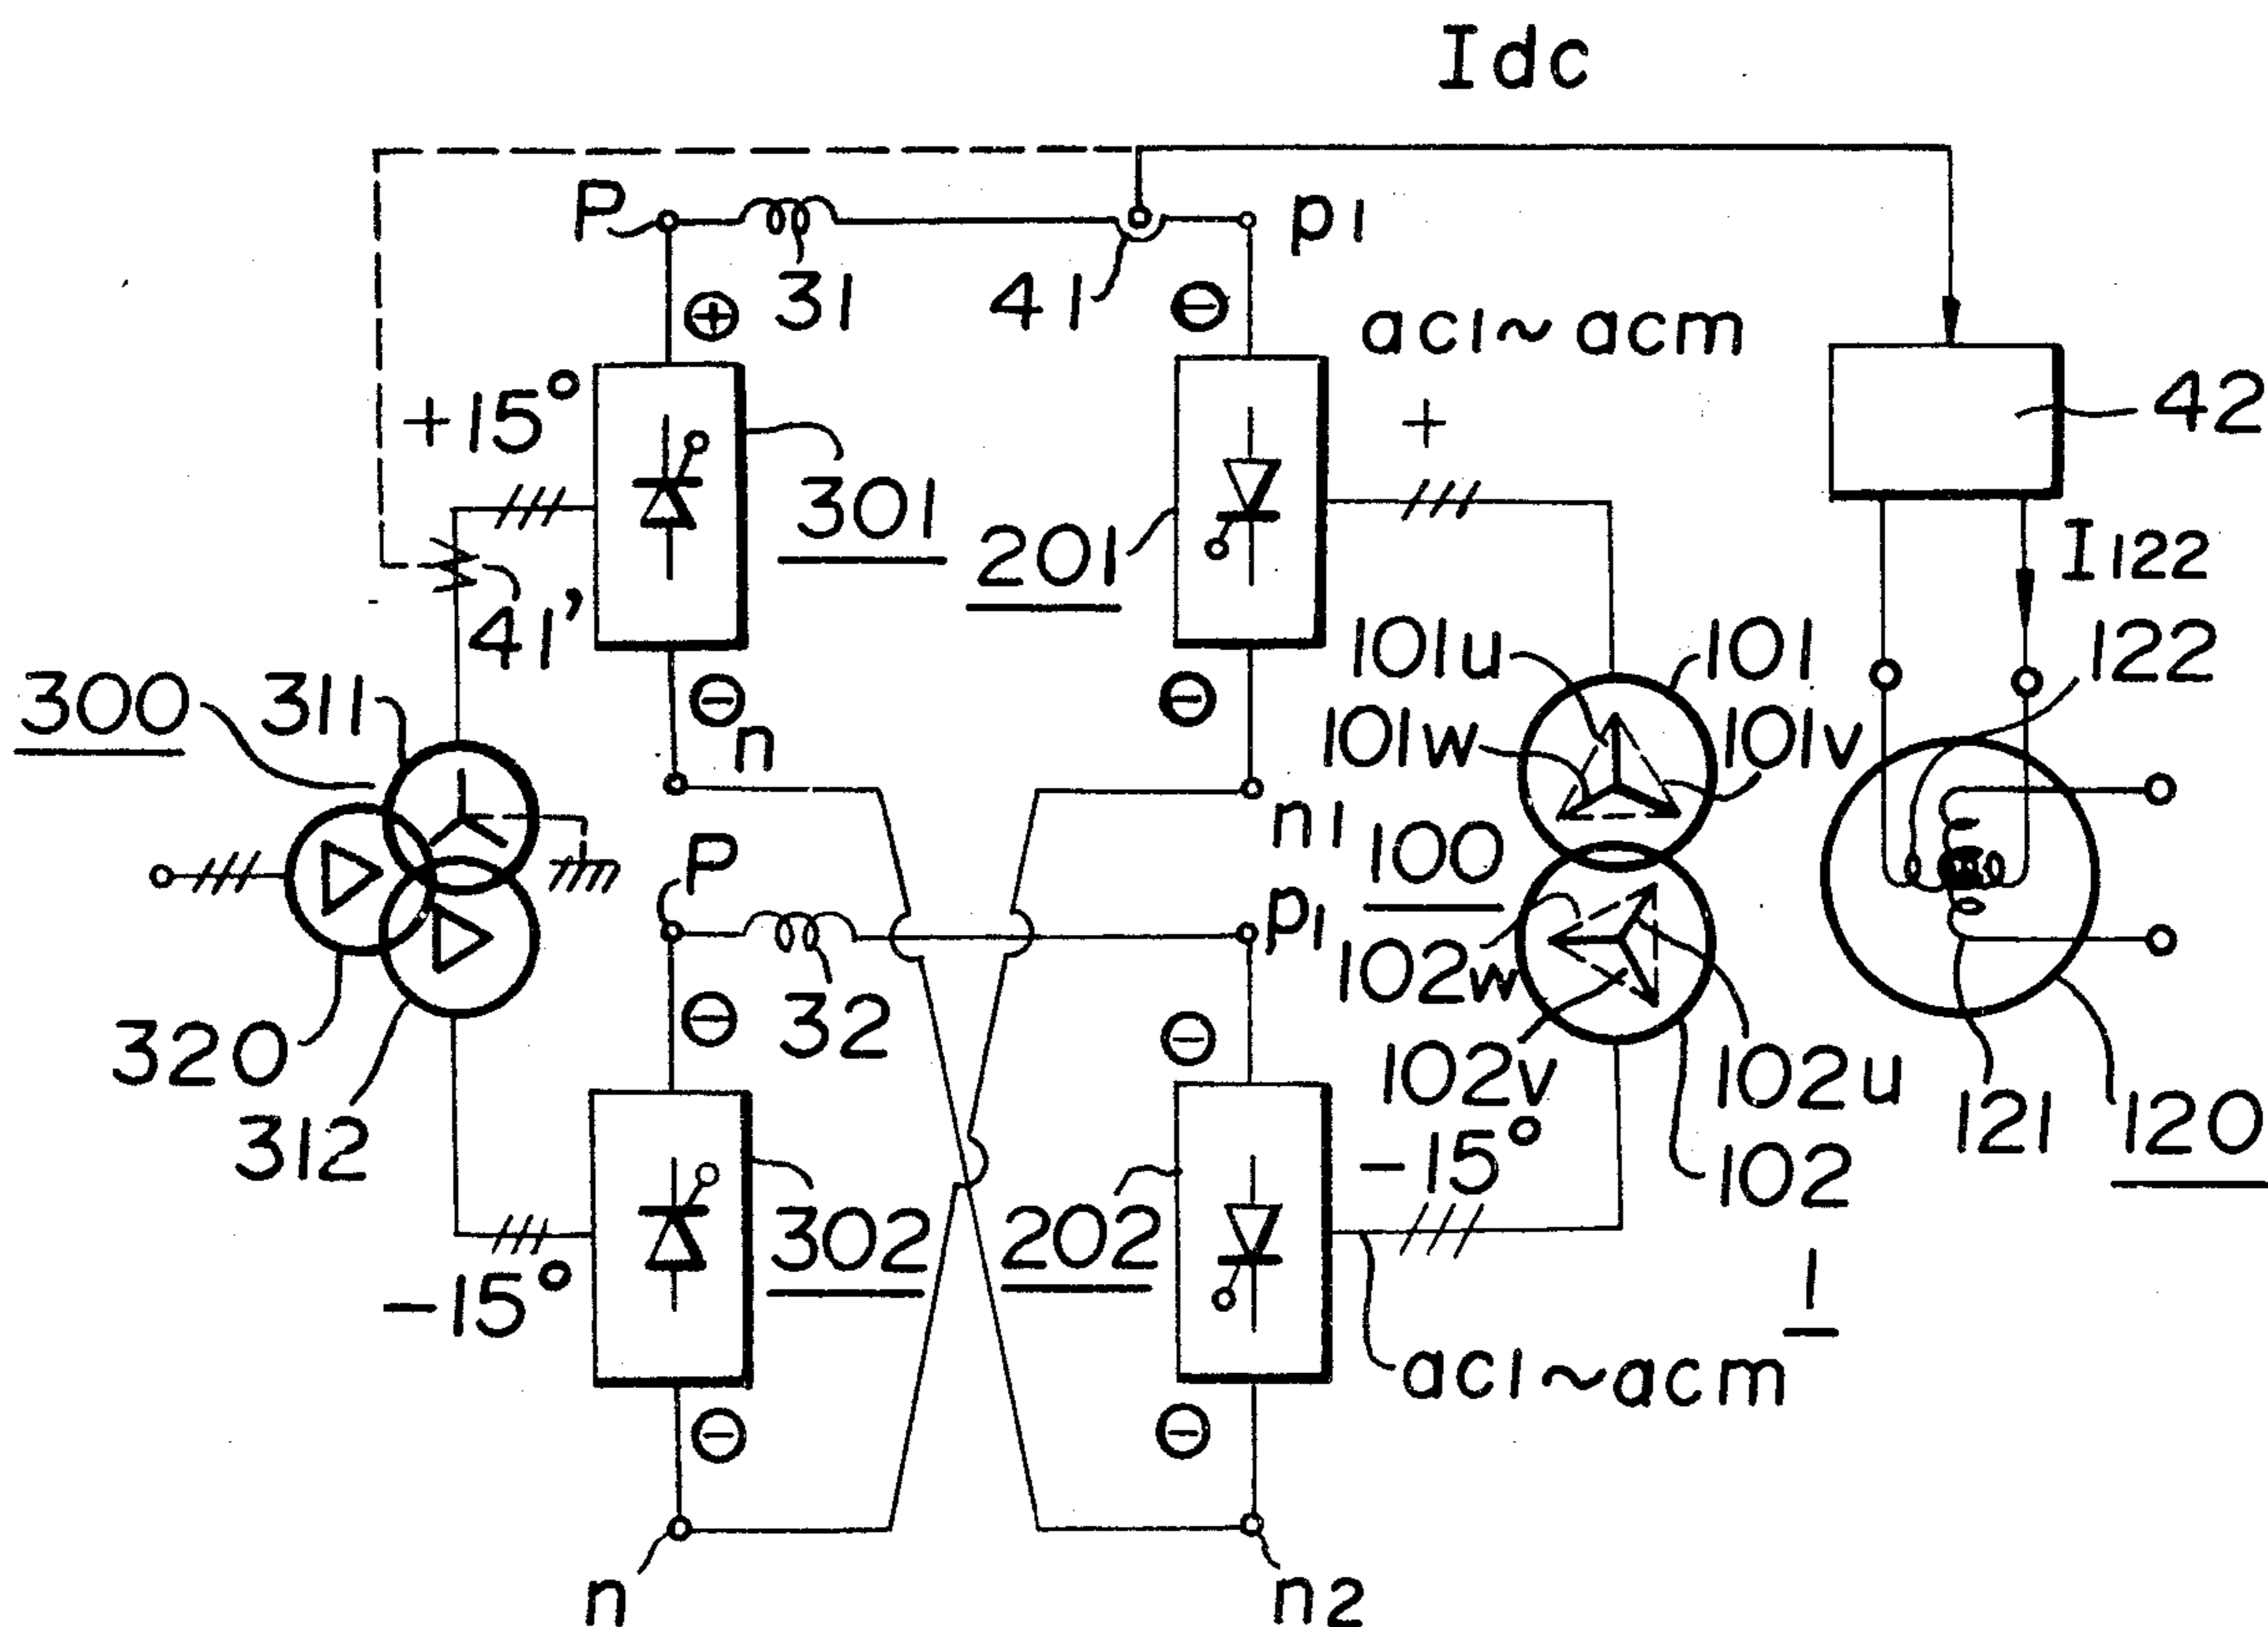 Idc
P
31
41
p1
ac1~acm
⊕
⊖
+15°
+
42
301
201
I122
41'
101u
101
122
300
311
⊖
n
⊖
101w
101v
n1
P
100
p1
102w
⊖
32
⊖
320
102v
102u
121
120
312
-15°
102
302
202
-15°
1
ac1~acm
⊖
⊖
n
n2